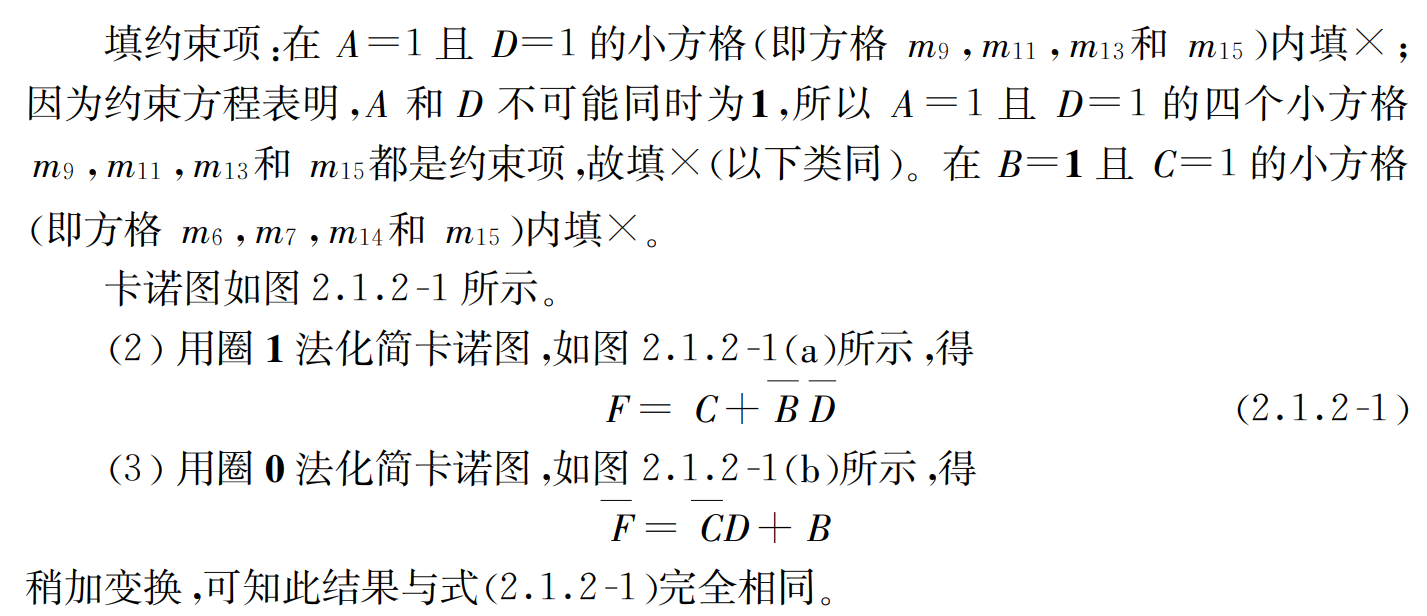 填约束项:在 A=1 且 D=1 的小方格(即方格 m₉,m₁₁,m₁₃和 m₁₅)内填×;
因为约束方程表明,A 和 D 不可能同时为1,所以 A=1 且 D=1 的四个小方格
m₉,m₁₁,m₁₃和 m₁₅都是约束项,故填×(以下类同)。在 B=1 且 C=1 的小方格
(即方格 m₆,m₇,m₁₄和 m₁₅)内填×。
卡诺图如图 2.1.2-1 所示。
(2) 用圈 1 法化简卡诺图,如图 2.1.2-1(a)所示,得
F = C + B̅ D̅ (2.1.2-1)
(3) 用圈 0 法化简卡诺图,如图 2.1.2-1(b)所示,得
F̅ = C̅D + B
稍加变换,可知此结果与式(2.1.2-1)完全相同。